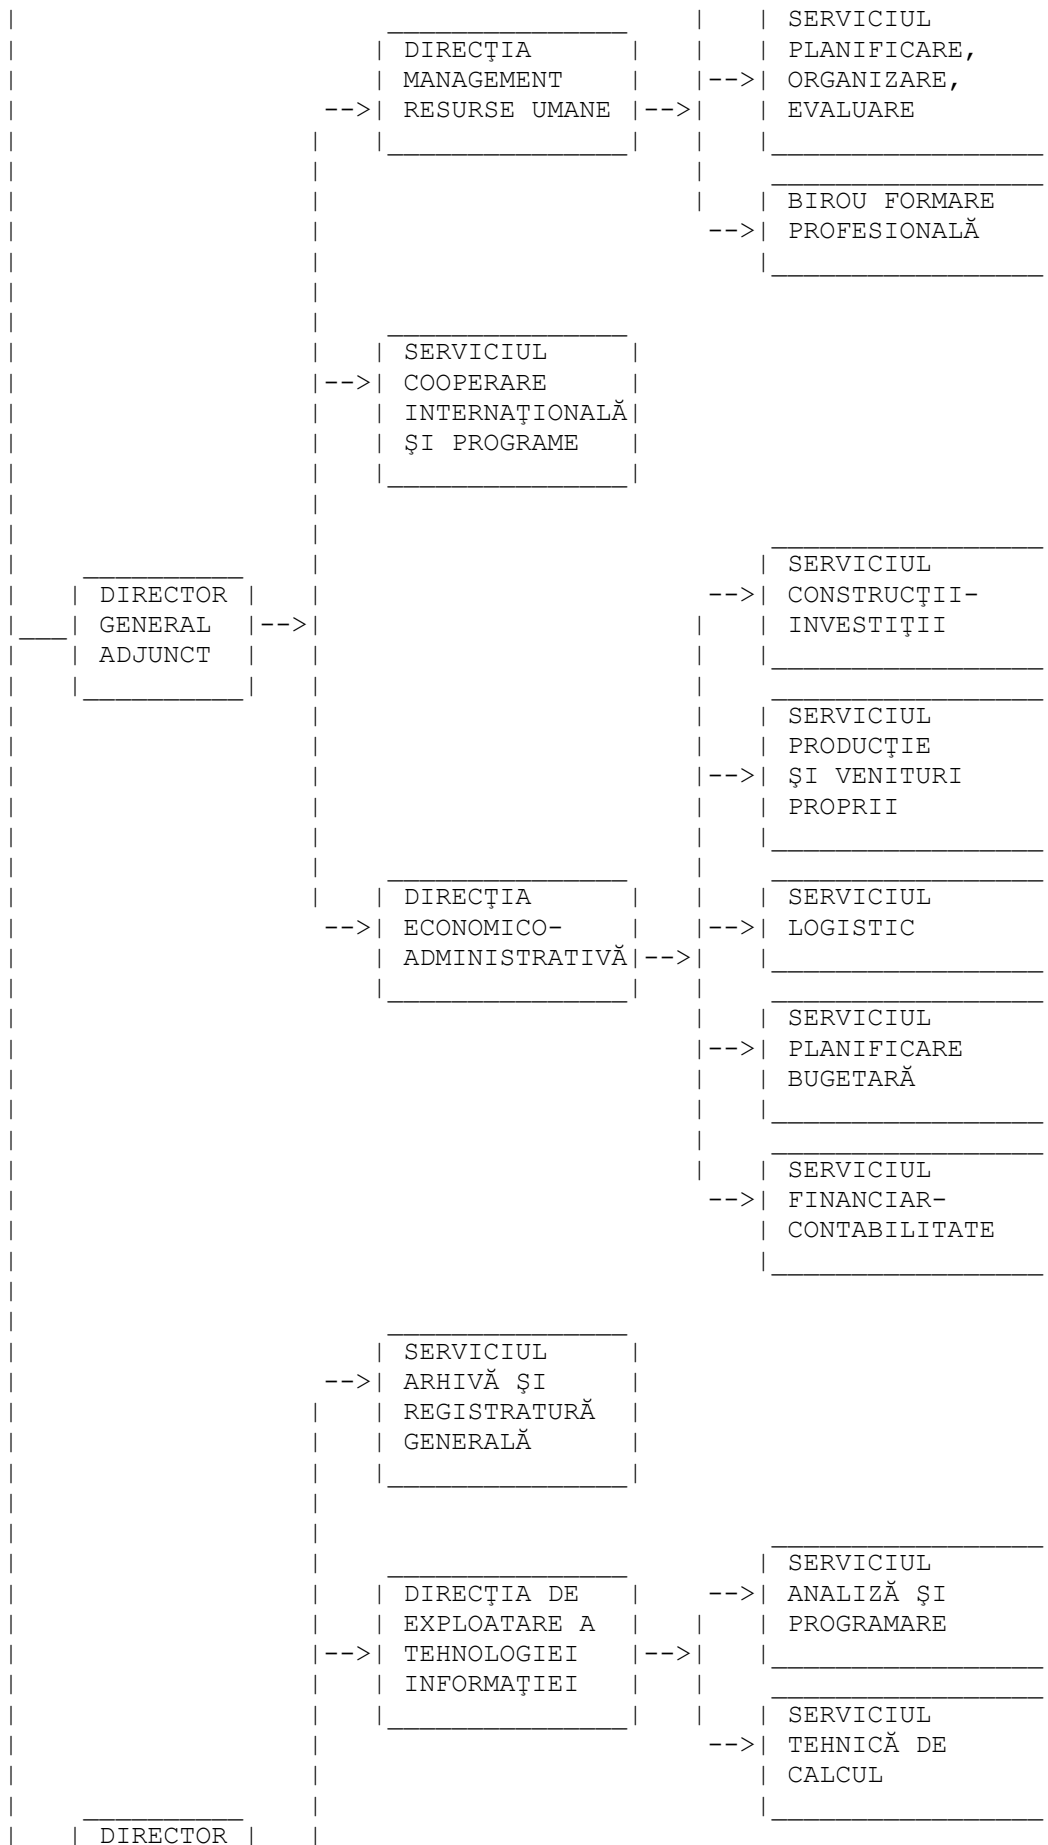 SERVICIUL
DIRECŢIA
PLANIFICARE,
MANAGEMENT
ORGANIZARE,
RESURSE UMANE
EVALUARE
BIROU FORMARE
PROFESIONALĂ
SERVICIUL
COOPERARE
INTERNAŢIONALĂ
ŞI PROGRAME
SERVICIUL
DIRECTOR
CONSTRUCŢII-
GENERAL
INVESTIŢII
ADJUNCT
SERVICIUL
PRODUCŢIE
ŞI VENITURI
PROPRII
DIRECŢIA
SERVICIUL
ECONOMICO-
LOGISTIC
ADMINISTRATIVĂ
SERVICIUL
PLANIFICARE
BUGETARĂ
SERVICIUL
FINANCIAR-
CONTABILITATE
SERVICIUL
ARHIVĂ ŞI
REGISTRATURĂ
GENERALĂ
SERVICIUL
DIRECŢIA DE
ANALIZĂ ŞI
EXPLOATARE A
PROGRAMARE
TEHNOLOGIEI
INFORMAŢIEI
SERVICIUL
TEHNICĂ DE
CALCUL
DIRECTOR